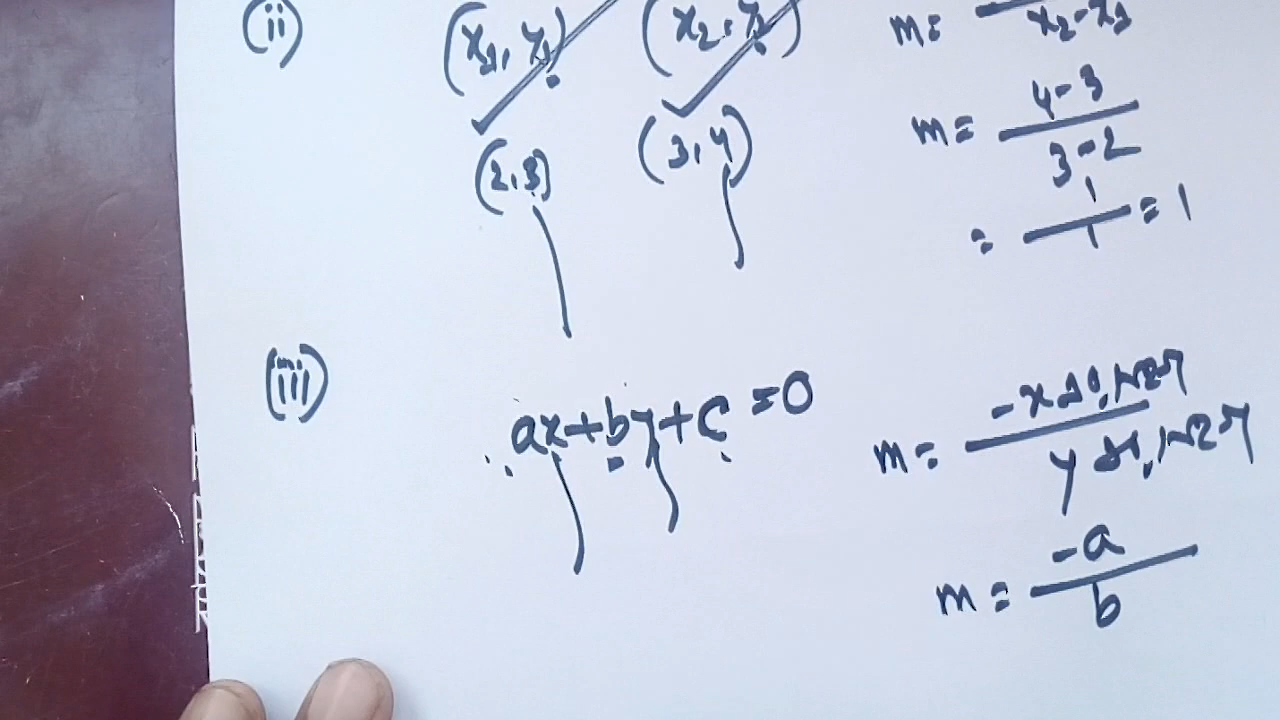 (ii) (x1, y1) (x2, y2) m = x2-x1
(2,3) (3,4) m = 4-3 / 3-2
= 1/1 = 1
(iii) ax+by+c=0 m = -x / y
m = -a/b